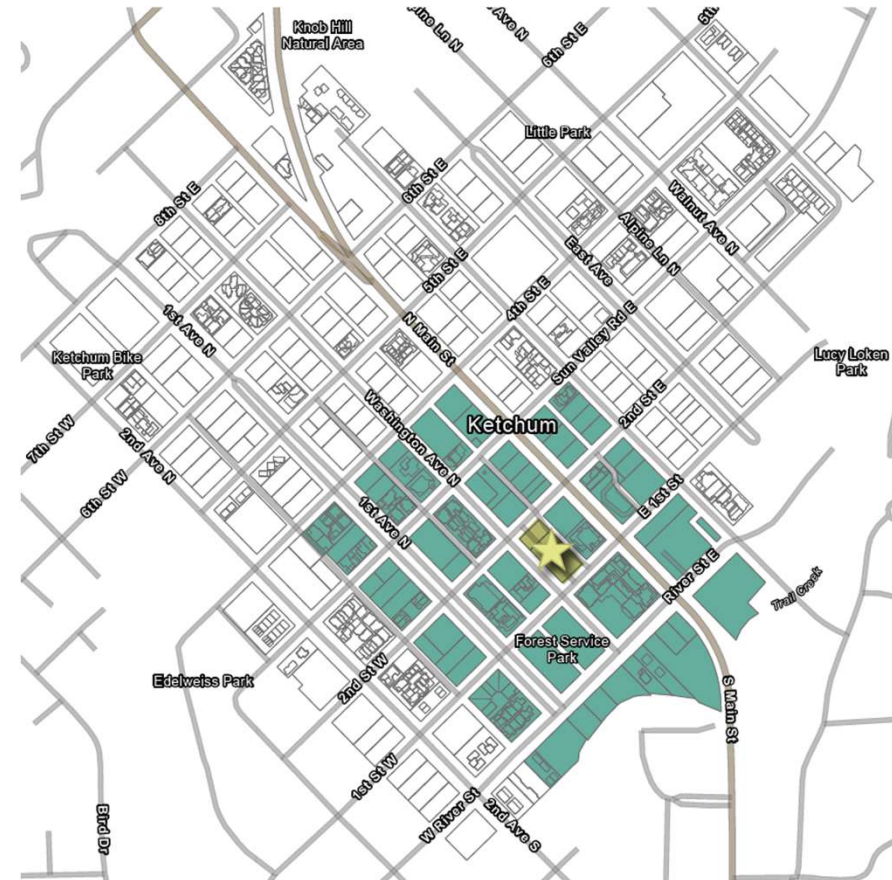 Knob Hill
Natural Area
pine Ln N
s Ave N
6th St E
5th
Little Park
8th St E
6th St E
Walnut Ave N
Alpine Ln N
East Ave
5th St E
4th St E
1st Ave N
N Main St
Sun Valley Rd E
Ketchum Bike
Park
Lucy Loken
Park
2nd St E
Washington Ave N
Ketchum
7th St W
2nd Ave N
6th St W
E 1st St
1st Ave N
River St E
Trail Creek
Forest Service
Park
Edelweiss Park
2nd St W
S Main St
1st St W
W River St
2nd Ave S
Bird Dr